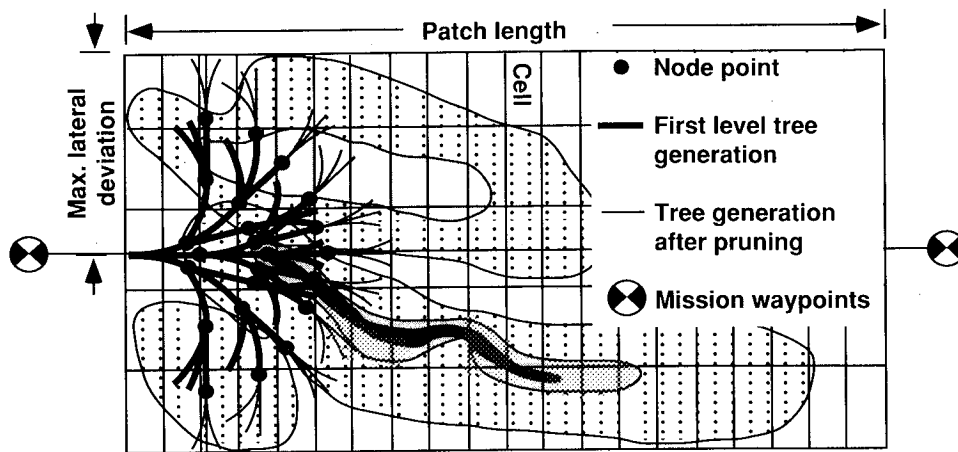 Patch length
Max. lateral
deviation
Cell
Node point
First level tree
generation
Tree generation
after pruning
Mission waypoints